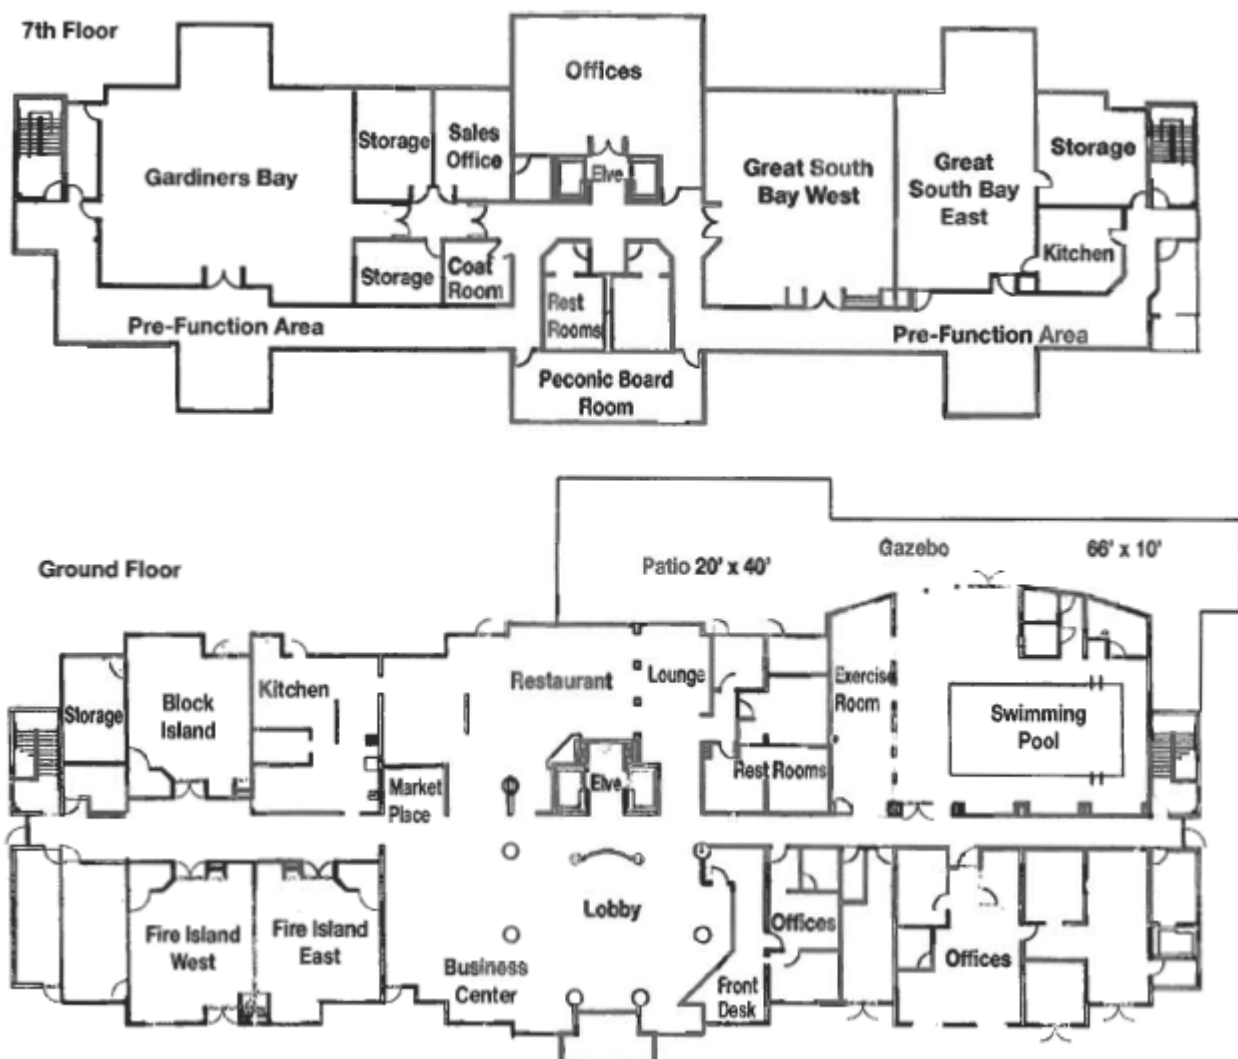 7th Floor
Offices
Storage
Sales
Office
Elve
Gardiners Bay
Great South
Bay West
Great
South Bay
East
Storage
Storage
Coat
Room
Rest
Rooms
Kitchen
Pre-Function Area
Pre-Function Area
Peconic Board
Room
Ground Floor
Patio 20' x 40'
Gazebo
66' x 10'
Storage
Block
Island
Kitchen
Restaurant
Lounge
Exercise
Room
Swimming
Pool
Market
Place
Elve
Rest Rooms
Fire Island
West
Fire Island
East
Business
Center
Lobby
Front
Desk
Offices
Offices